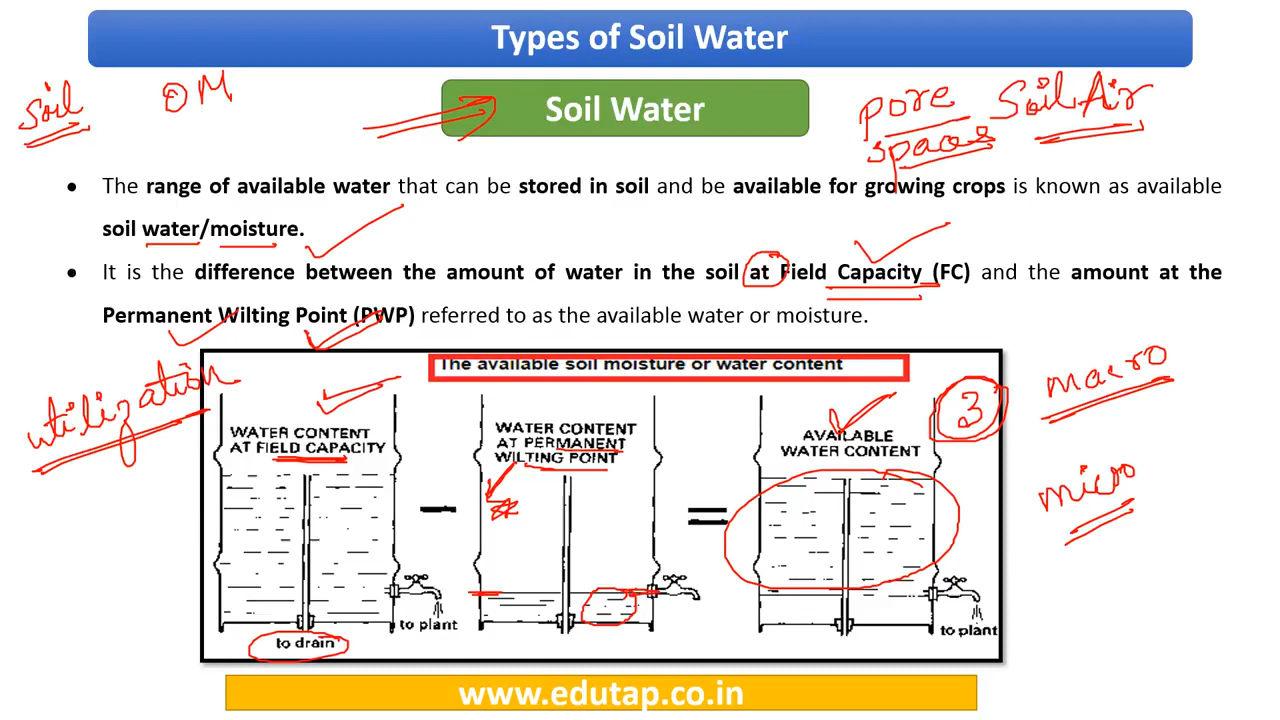 Types of Soil Water
soil OM
Soil Water
pore spaces
Soil Air
• The range of available water that can be stored in soil and be available for growing crops is known as available
soil water/moisture.
• It is the difference between the amount of water in the soil at Field Capacity (FC) and the amount at the
Permanent Wilting Point (PWP) referred to as the available water or moisture.
utilization
The available soil moisture or water content
WATER CONTENT
AT FIELD CAPACITY
to plant
to drain
WATER CONTENT
AT PERMANENT
WILTING POINT
AVAILABLE
WATER CONTENT
to plant
3
macro
micro
www.edutap.co.in